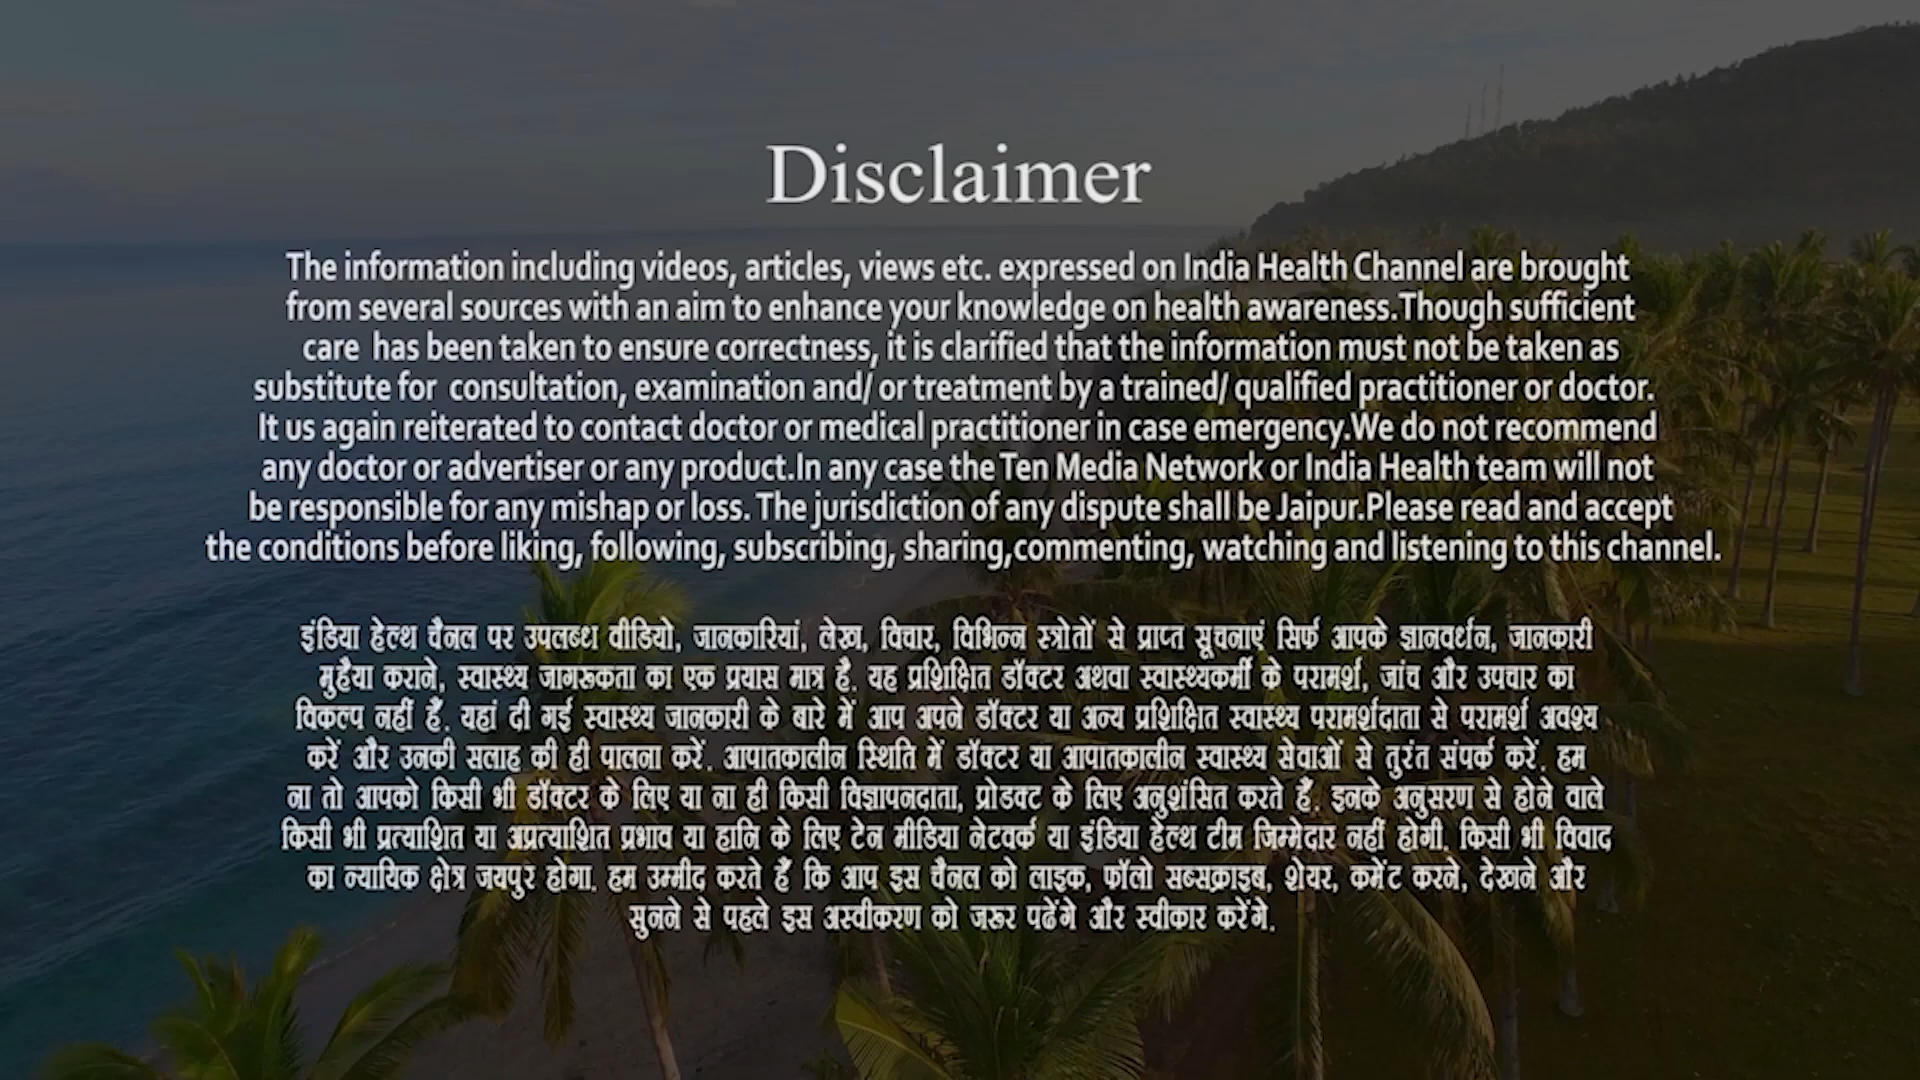 Disclaimer
The information including videos, articles, views etc. expressed on India Health Channel are brought
from several sources with an aim to enhance your knowledge on health awareness.Though sufficient
care has been taken to ensure correctness, it is clarified that the information must not be taken as
substitute for consultation, examination and/ or treatment by a trained/ qualified practitioner or doctor.
It us again reiterated to contact doctor or medical practitioner in case emergency.We do not recommend
any doctor or advertiser or any product.In any case the Ten Media Network or India Health team will not
be responsible for any mishap or loss. The jurisdiction of any dispute shall be Jaipur.Please read and accept
the conditions before liking, following, subscribing, sharing,commenting, watching and listening to this channel.
इंडिया हेल्थ चैनल पर उपलब्ध वीडियो, जानकारियां, लेख, विचार, विभिन्न स्त्रोतों से प्राप्त सूचनाएं सिर्फ आपके ज्ञानवर्धन, जानकारी
मुहैया कराने, स्वास्थ्य जागरूकता का एक प्रयास मात्र है. यह प्रशिक्षित डॉक्टर अथवा स्वास्थ्यकर्मी के परामर्श, जांच और उपचार का
विकल्प नहीं हैं. यहां दी गई स्वास्थ्य जानकारी के बारे में आप अपने डॉक्टर या अन्य प्रशिक्षित स्वास्थ्य परामर्शदाता से परामर्श अवश्य
करें और उनकी सलाह की ही पालना करें. आपातकालीन स्थिति में डॉक्टर या आपातकालीन स्वास्थ्य सेवाओं से तुरंत संपर्क करें. हम
ना तो आपको किसी भी डॉक्टर के लिए या ना ही किसी विज्ञापनदाता, प्रोडक्ट के लिए अनुशंसित करते हैं. इनके अनुसरण से होने वाले
किसी भी प्रत्याशित या अप्रत्याशित प्रभाव या हानि के लिए टेन मीडिया नेटवर्क या इंडिया हेल्थ टीम जिम्मेदार नहीं होगी. किसी भी विवाद
का न्यायिक क्षेत्र जयपुर होगा. हम उम्मीद करते हैं कि आप इस चैनल को लाइक, फॉलो सब्सक्राइब, शेयर, कमेंट करने, देखने और
सुनने से पहले इस अस्वीकरण को जरूर पढेंगे और स्वीकार करेंगे.